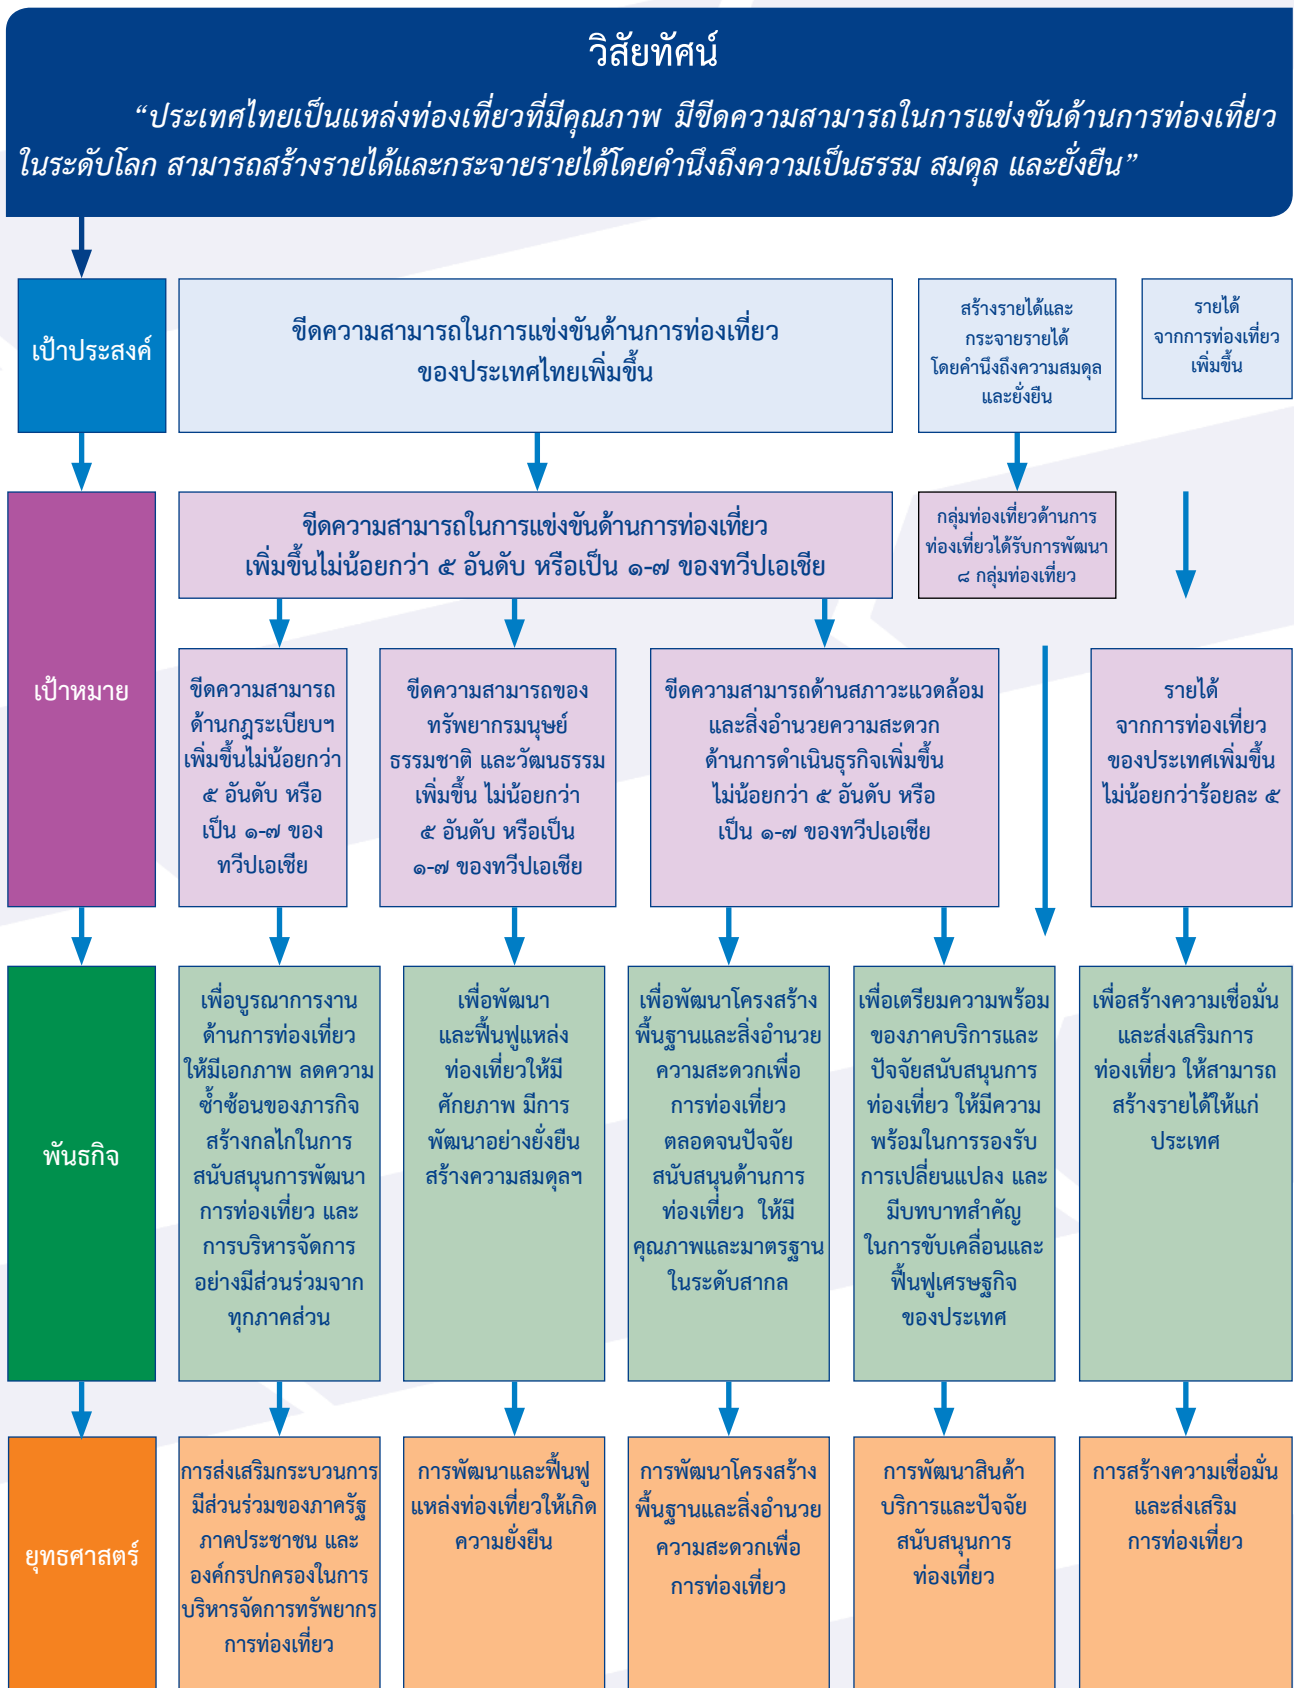 วิสัยทัศน์
“ประเทศไทยเป็นแหล่งท่องเที่ยวที่มีคุณภาพ มีขีดความสามารถในการแข่งขันด้านการท่องเที่ยว
ในระดับโลก สามารถสร้างรายได้และกระจายรายได้โดยคำนึงถึงความเป็นธรรม สมดุล และยั่งยืน”
เป้าประสงค์
ขีดความสามารถในการแข่งขันด้านการท่องเที่ยว
ของประเทศไทยเพิ่มขึ้น
สร้างรายได้และ
กระจายรายได้
โดยคำนึงถึงความสมดุล
และยั่งยืน
รายได้
จากการท่องเที่ยว
เพิ่มขึ้น
เป้าหมาย
ขีดความสามารถในการแข่งขันด้านการท่องเที่ยว
เพิ่มขึ้นไม่น้อยกว่า ๕ อันดับ หรือเป็น ๑-๗ ของทวีปเอเชีย
กลุ่มท่องเที่ยวด้านการ
ท่องเที่ยวได้รับการพัฒนา
๘ กลุ่มท่องเที่ยว
ขีดความสามารถ
ด้านกฎระเบียบฯ
เพิ่มขึ้นไม่น้อยกว่า
๕ อันดับ หรือ
เป็น ๑-๗ ของ
ทวีปเอเชีย
ขีดความสามารถของ
ทรัพยากรมนุษย์
ธรรมชาติ และวัฒนธรรม
เพิ่มขึ้น ไม่น้อยกว่า
๕ อันดับ หรือเป็น
๑-๗ ของทวีปเอเชีย
ขีดความสามารถด้านสภาวะแวดล้อม
และสิ่งอำนวยความสะดวก
ด้านการดำเนินธุรกิจเพิ่มขึ้น
ไม่น้อยกว่า ๕ อันดับ หรือ
เป็น ๑-๗ ของทวีปเอเชีย
รายได้
จากการท่องเที่ยว
ของประเทศเพิ่มขึ้น
ไม่น้อยกว่าร้อยละ ๕
พันธกิจ
เพื่อบูรณาการงาน
ด้านการท่องเที่ยว
ให้มีเอกภาพ ลดความ
ซ้ำซ้อนของภารกิจ
สร้างกลไกในการ
สนับสนุนการพัฒนา
การท่องเที่ยว และ
การบริหารจัดการ
อย่างมีส่วนร่วมจาก
ทุกภาคส่วน
เพื่อพัฒนา
และฟื้นฟูแหล่ง
ท่องเที่ยวให้มี
ศักยภาพ มีการ
พัฒนาอย่างยั่งยืน
สร้างความสมดุลฯ
เพื่อพัฒนาโครงสร้าง
พื้นฐานและสิ่งอำนวย
ความสะดวกเพื่อ
การท่องเที่ยว
ตลอดจนปัจจัย
สนับสนุนด้านการ
ท่องเที่ยว ให้มี
คุณภาพและมาตรฐาน
ในระดับสากล
เพื่อเตรียมความพร้อม
ของภาคบริการและ
ปัจจัยสนับสนุนการ
ท่องเที่ยว ให้มีความ
พร้อมในการรองรับ
การเปลี่ยนแปลง และ
มีบทบาทสำคัญ
ในการขับเคลื่อนและ
ฟื้นฟูเศรษฐกิจ
ของประเทศ
เพื่อสร้างความเชื่อมั่น
และส่งเสริมการ
ท่องเที่ยว ให้สามารถ
สร้างรายได้ให้แก่
ประเทศ
ยุทธศาสตร์
การส่งเสริมกระบวนการ
มีส่วนร่วมของภาครัฐ
ภาคประชาชน และ
องค์กรปกครองในการ
บริหารจัดการทรัพยากร
การท่องเที่ยว
การพัฒนาและฟื้นฟู
แหล่งท่องเที่ยวให้เกิด
ความยั่งยืน
การพัฒนาโครงสร้าง
พื้นฐานและสิ่งอำนวย
ความสะดวกเพื่อ
การท่องเที่ยว
การพัฒนาสินค้า
บริการและปัจจัย
สนับสนุนการ
ท่องเที่ยว
การสร้างความเชื่อมั่น
และส่งเสริม
การท่องเที่ยว